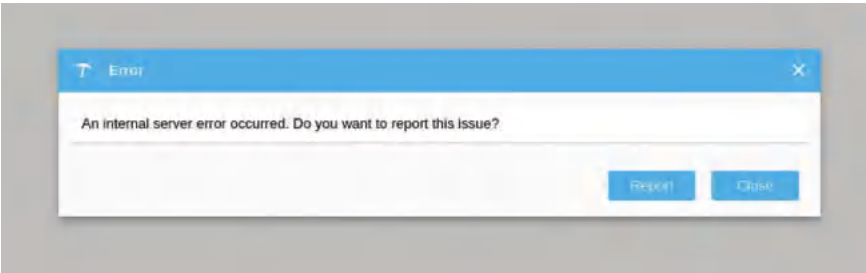 Error
An internal server error occurred. Do you want to report this issue?
Report
Close